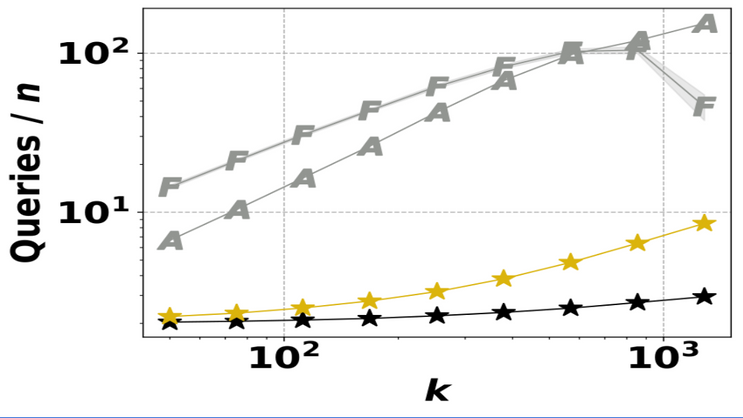 Queries / n
10²
10¹
F F F F F F F F F
A A A A A A A A A
10² 10³
k